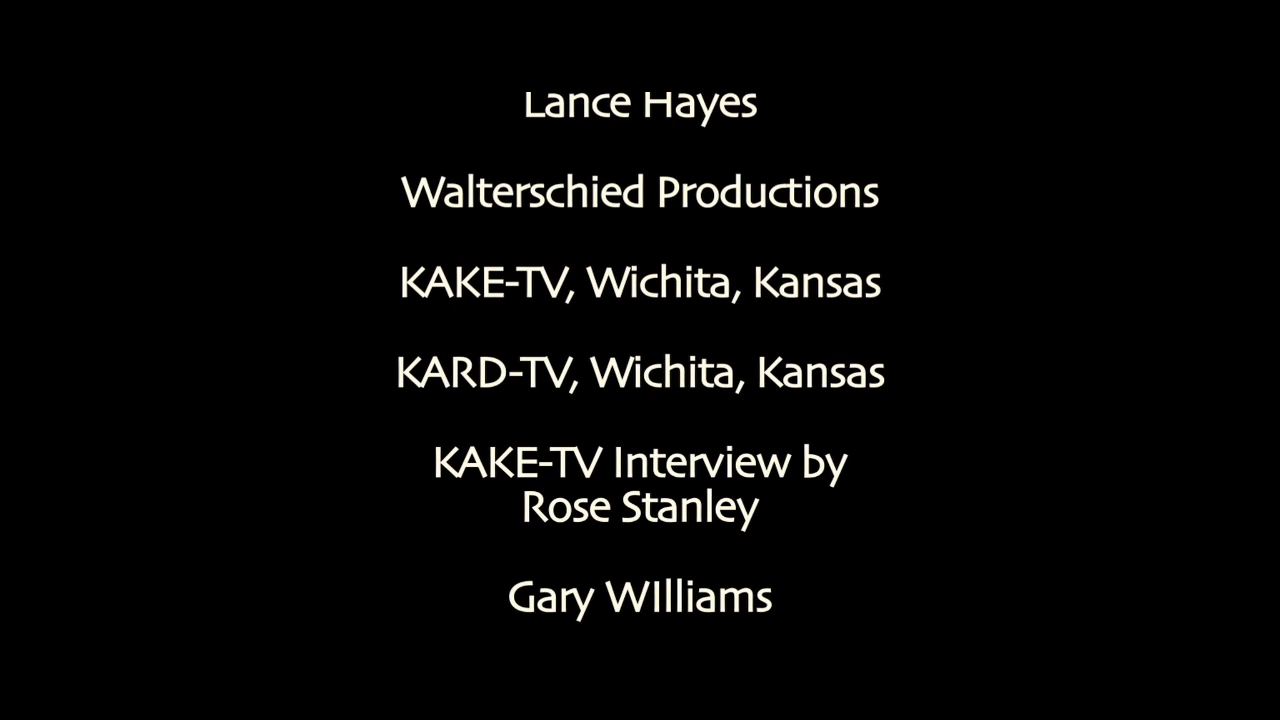 Lance Hayes
Walterschied Productions
KAKE-TV, Wichita, Kansas
KARD-TV, Wichita, Kansas
KAKE-TV Interview by
Rose Stanley
Gary WIlliams